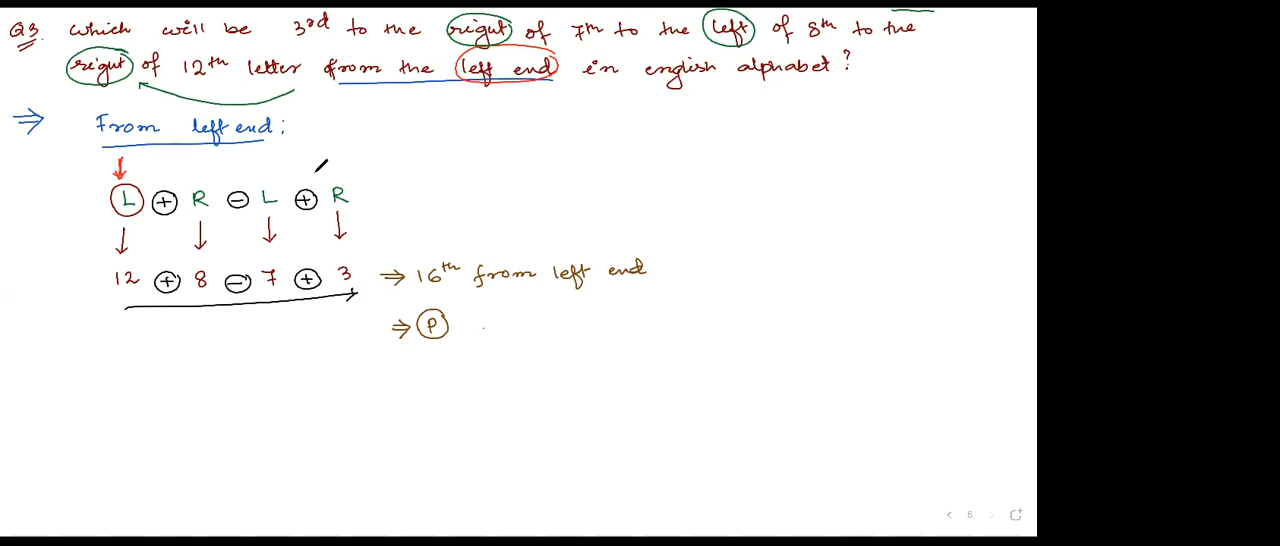 Q3. Which will be 3rd to the right of 7th to the left of 8th to the
right of 12th letter from the left end in english alphabet?
⇒ From left end:
L + R - L + R
12 + 8 - 7 + 3 ⇒ 16th from left end
⇒ P
6